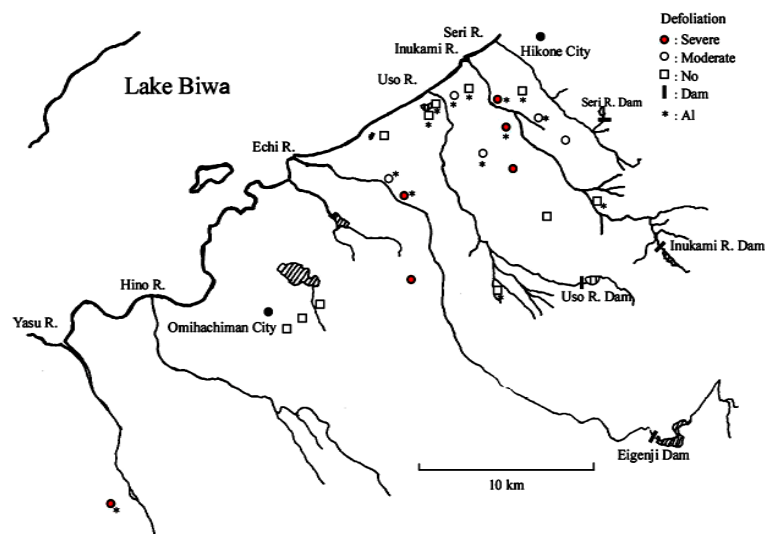 Defoliation
: Severe
: Moderate
: No
: Dam
* : Al
Seri R.
Hikone City
Inukami R.
Lake Biwa
Uso R.
Seri R. Dam
Echi R.
Inukami R. Dam
Hino R.
Uso R. Dam
Yasu R.
Omihachiman City
Eigenji Dam
10 km